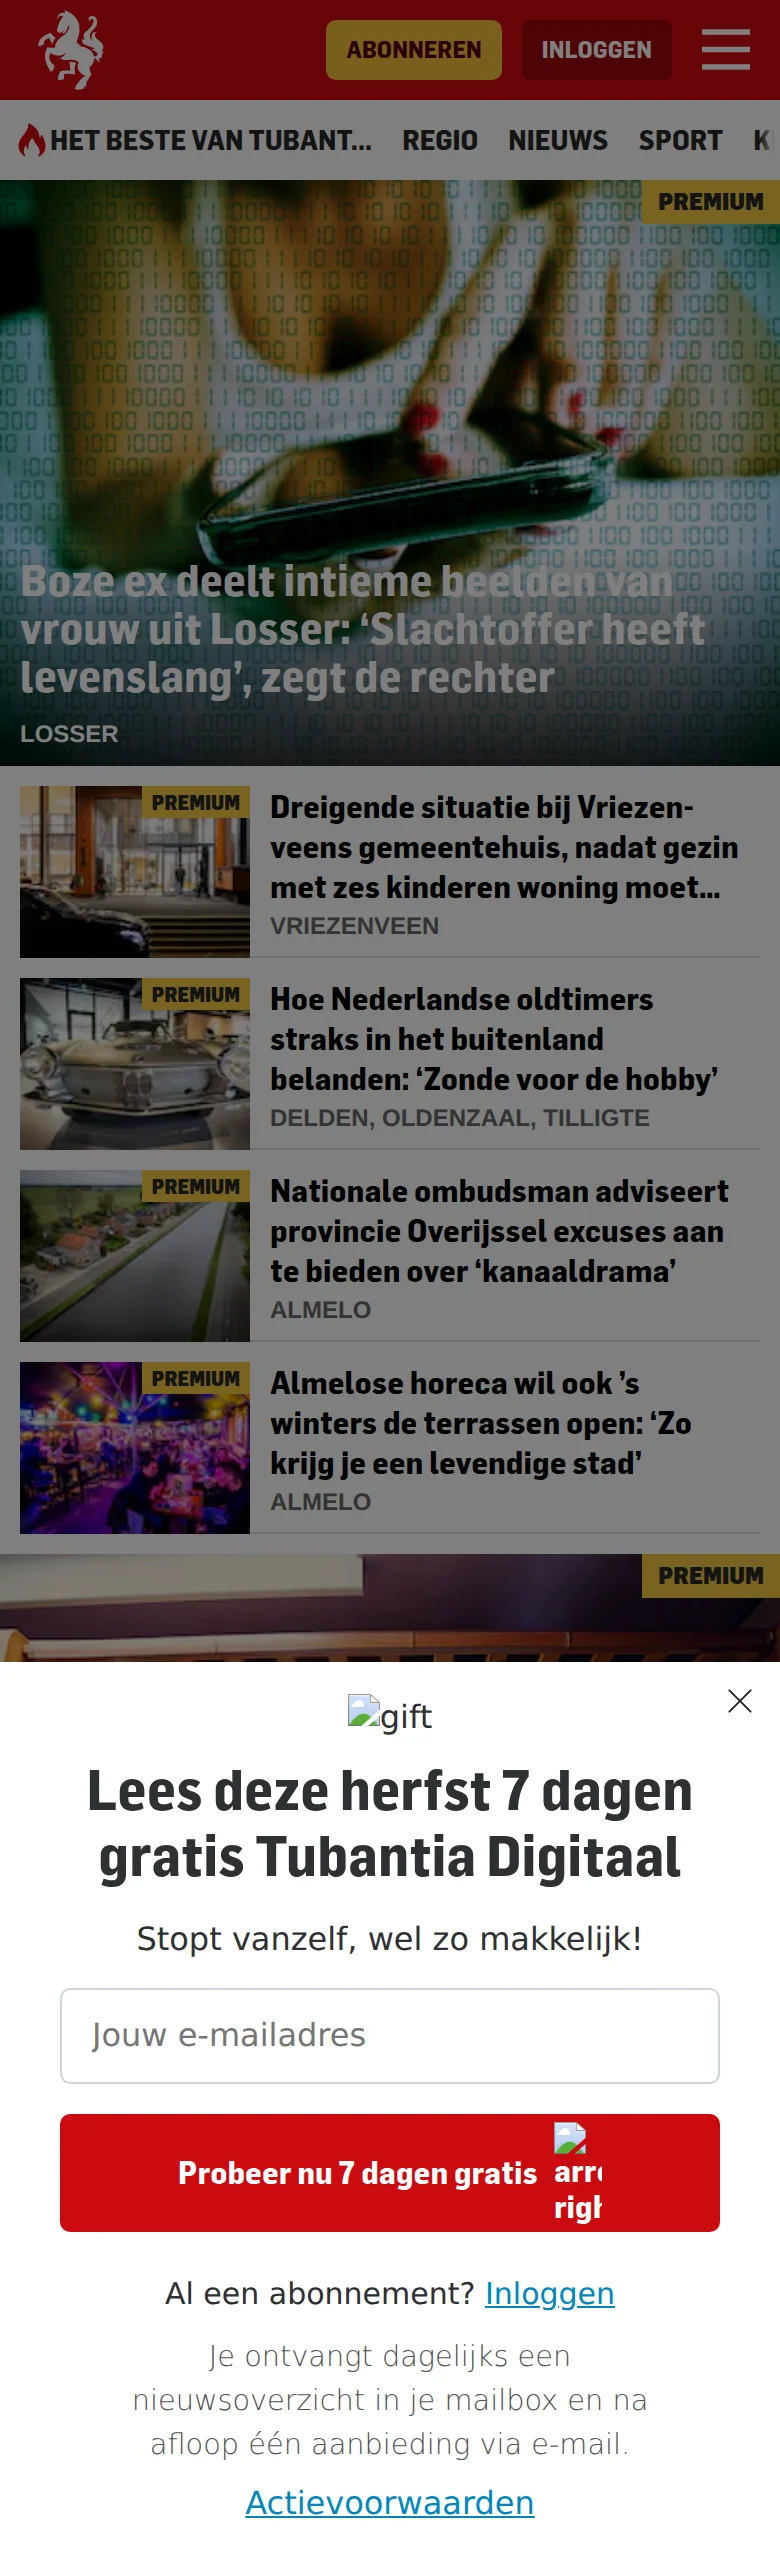 ABONNEREN
INLOGGEN
HET BESTE VAN TUBANT...
REGIO
NIEUWS
SPORT
PREMIUM
Boze ex deelt intieme beelden van
vrouw uit Losser: ‘Slachtoffer heeft
levenslang’, zegt de rechter
LOSSER
PREMIUM
Dreigende situatie bij Vriezen-
veens gemeentehuis, nadat gezin
met zes kinderen woning moet...
VRIEZENVEEN
PREMIUM
Hoe Nederlandse oldtimers
straks in het buitenland
belanden: ‘Zonde voor de hobby’
DELDEN, OLDENZAAL, TILLIGTE
PREMIUM
Nationale ombudsman adviseert
provincie Overijssel excuses aan
te bieden over ‘kanaaldrama’
ALMELO
PREMIUM
Almelose horeca wil ook ’s
winters de terrassen open: ‘Zo
krijg je een levendige stad’
ALMELO
PREMIUM
gift
Lees deze herfst 7 dagen
gratis Tubantia Digitaal
Stopt vanzelf, wel zo makkelijk!
Jouw e-mailadres
Probeer nu 7 dagen gratis
Al een abonnement? Inloggen
Je ontvangt dagelijks een
nieuwsoverzicht in je mailbox en na
afloop één aanbieding via e-mail.
Actievoorwaarden